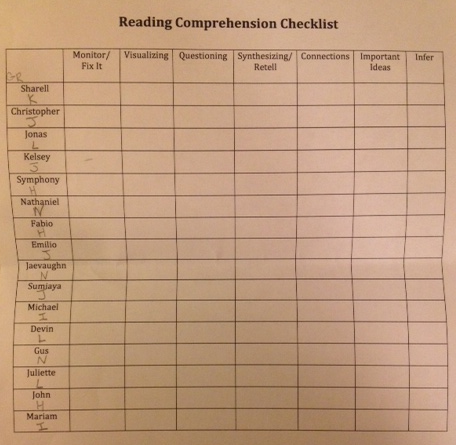 Reading Comprehension Checklist
Monitor/ Visualizing Questioning Synthesizing/ Connections Important Infer
Fix It Retell Ideas
Sharell
K
Christopher
J
Jonas
L
Kelsey
J
Symphony
H
Nathaniel
N
Fabio
H
Emilio
J
Jaevaughn
N
Sumjaya
J
Michael
I
Devin
L
Gus
N
Juliette
L
John
H
Mariam
I